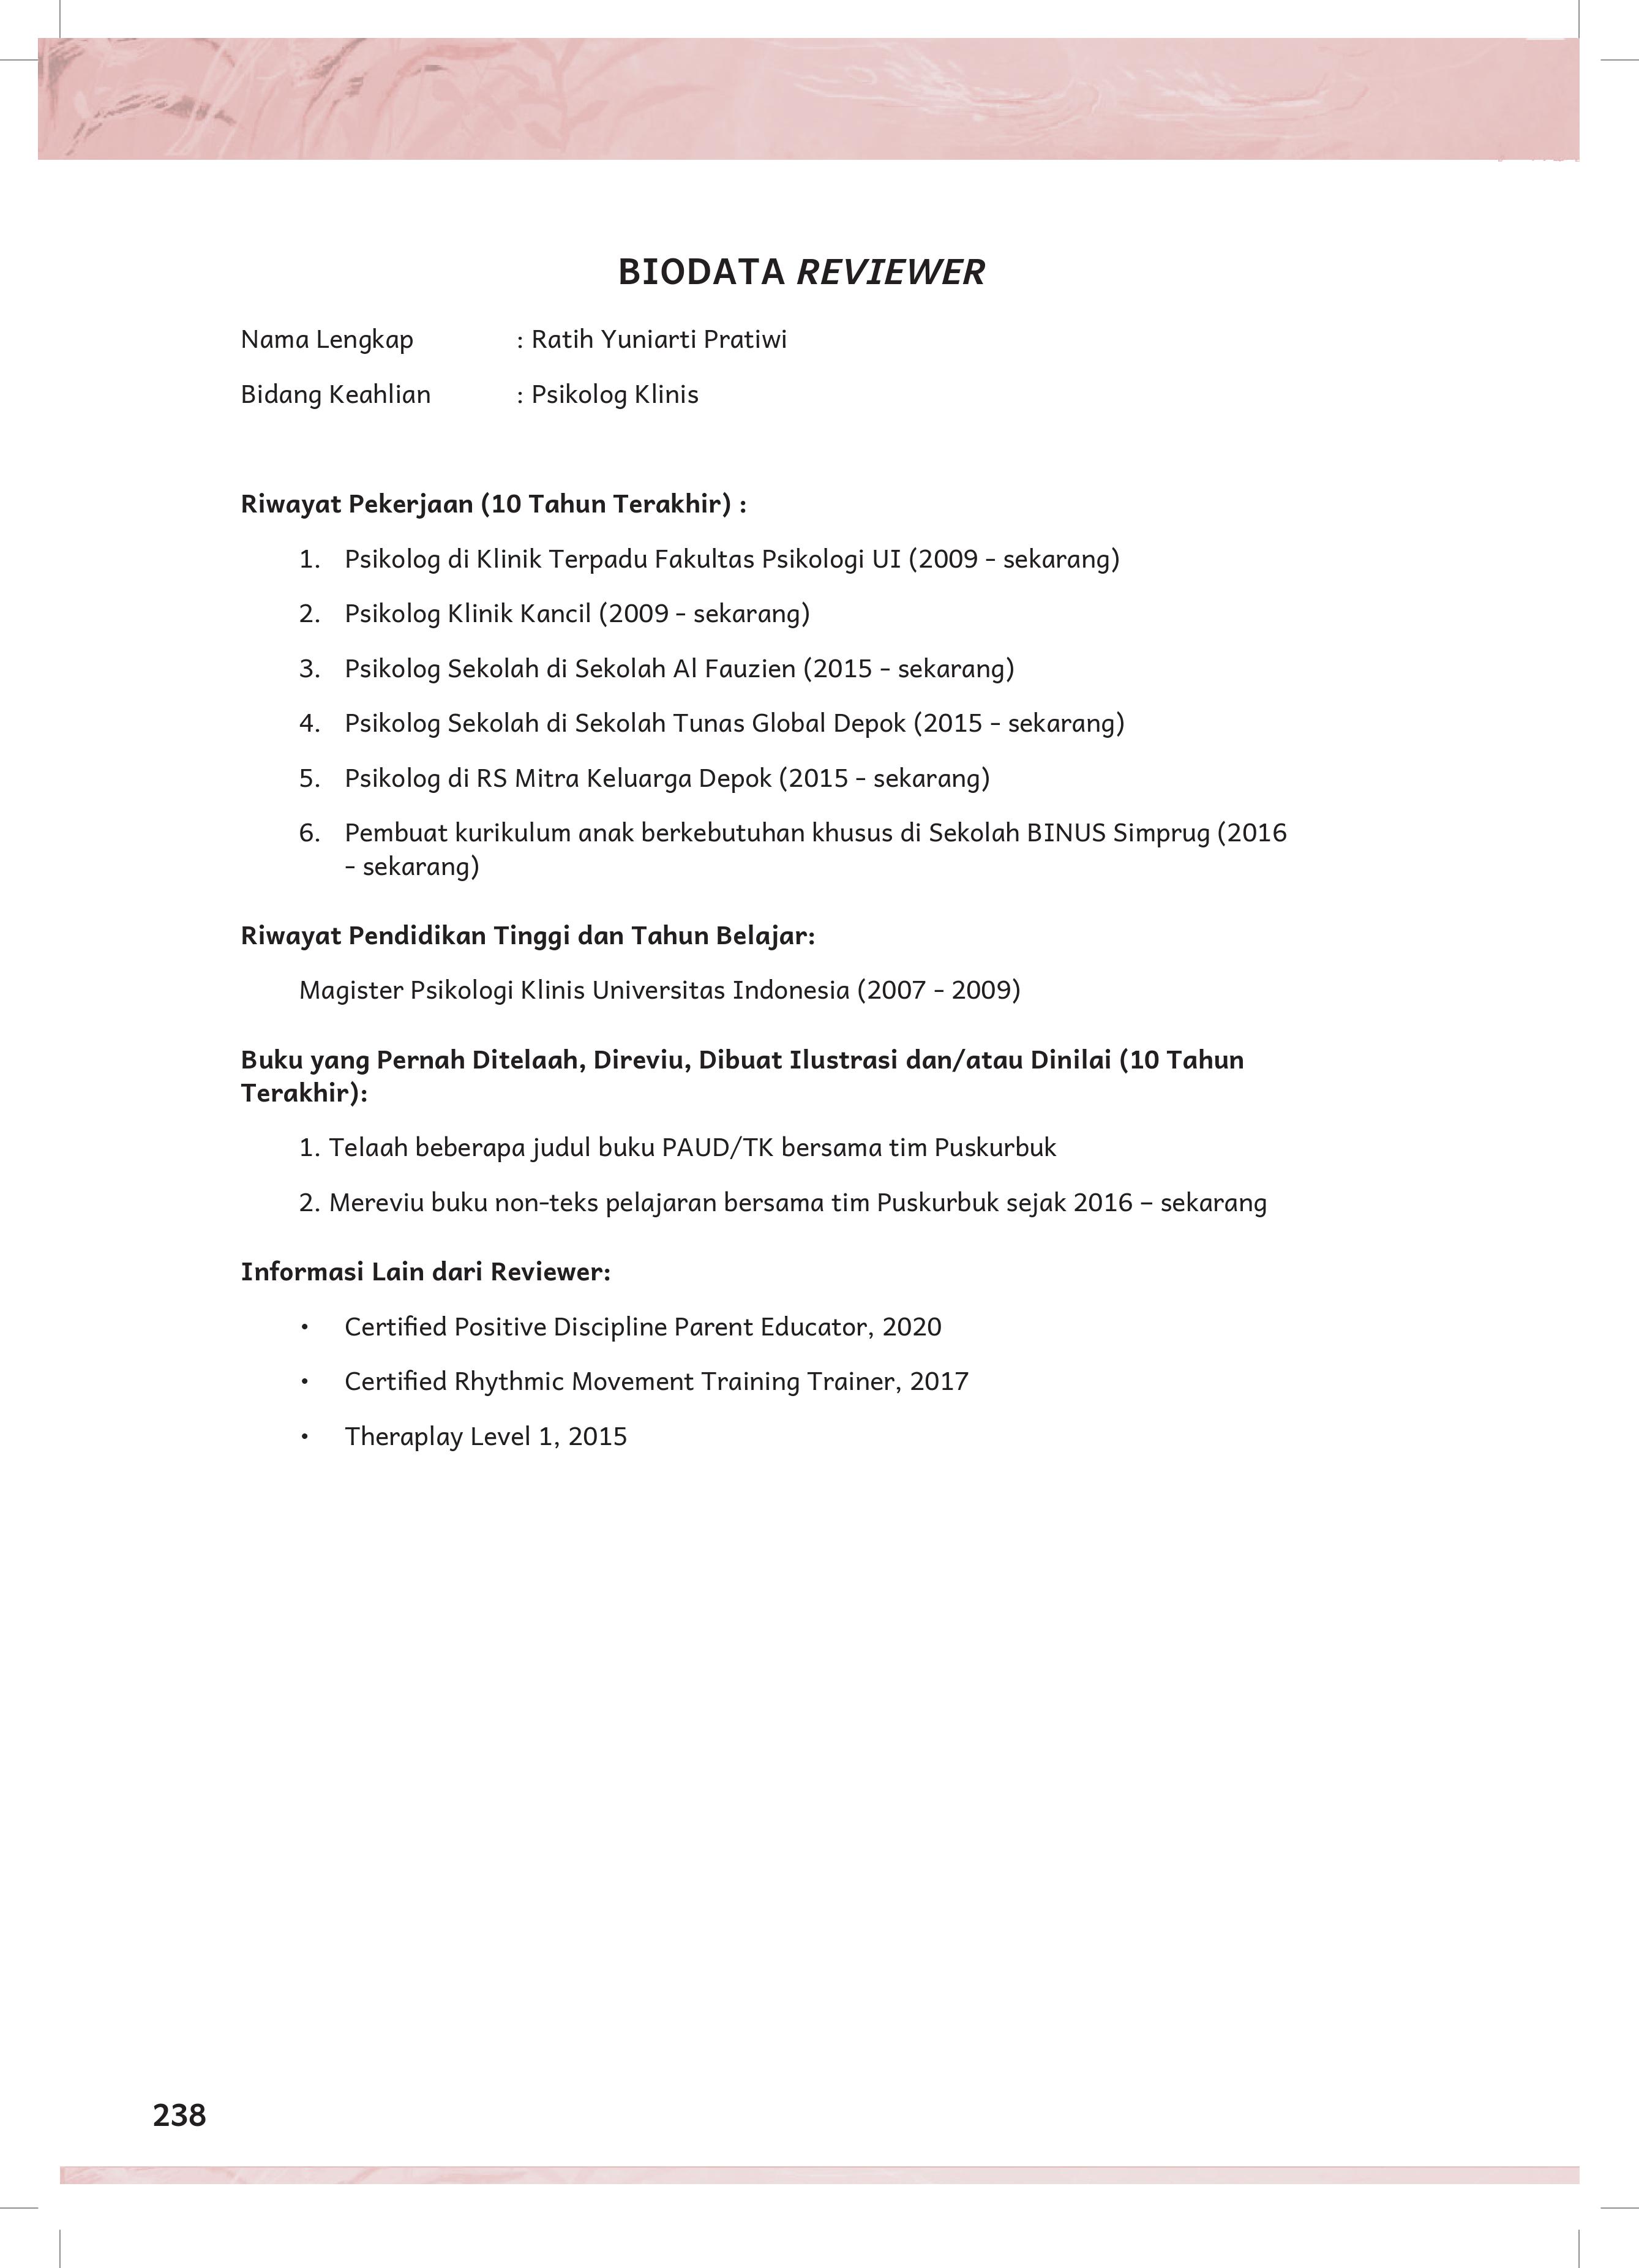 BIODATA REVIEWER
Nama Lengkap : Ratih Yuniarti Pratiwi
Bidang Keahlian : Psikolog Klinis
Riwayat Pekerjaan (10 Tahun Terakhir) :
1. Psikolog di Klinik Terpadu Fakultas Psikologi UI (2009 - sekarang)
2. Psikolog Klinik Kancil (2009 - sekarang)
3. Psikolog Sekolah di Sekolah Al Fauzien (2015 - sekarang)
4. Psikolog Sekolah di Sekolah Tunas Global Depok (2015 - sekarang)
5. Psikolog di RS Mitra Keluarga Depok (2015 - sekarang)
6. Pembuat kurikulum anak berkebutuhan khusus di Sekolah BINUS Simprug (2016
- sekarang)
Riwayat Pendidikan Tinggi dan Tahun Belajar:
Magister Psikologi Klinis Universitas Indonesia (2007 - 2009)
Buku yang Pernah Ditelaah, Direviu, Dibuat Ilustrasi dan/atau Dinilai (10 Tahun
Terakhir):
1. Telaah beberapa judul buku PAUD/TK bersama tim Puskurbuk
2. Mereviu buku non-teks pelajaran bersama tim Puskurbuk sejak 2016 – sekarang
Informasi Lain dari Reviewer:
• Certified Positive Discipline Parent Educator, 2020
• Certified Rhythmic Movement Training Trainer, 2017
• Theraplay Level 1, 2015
238